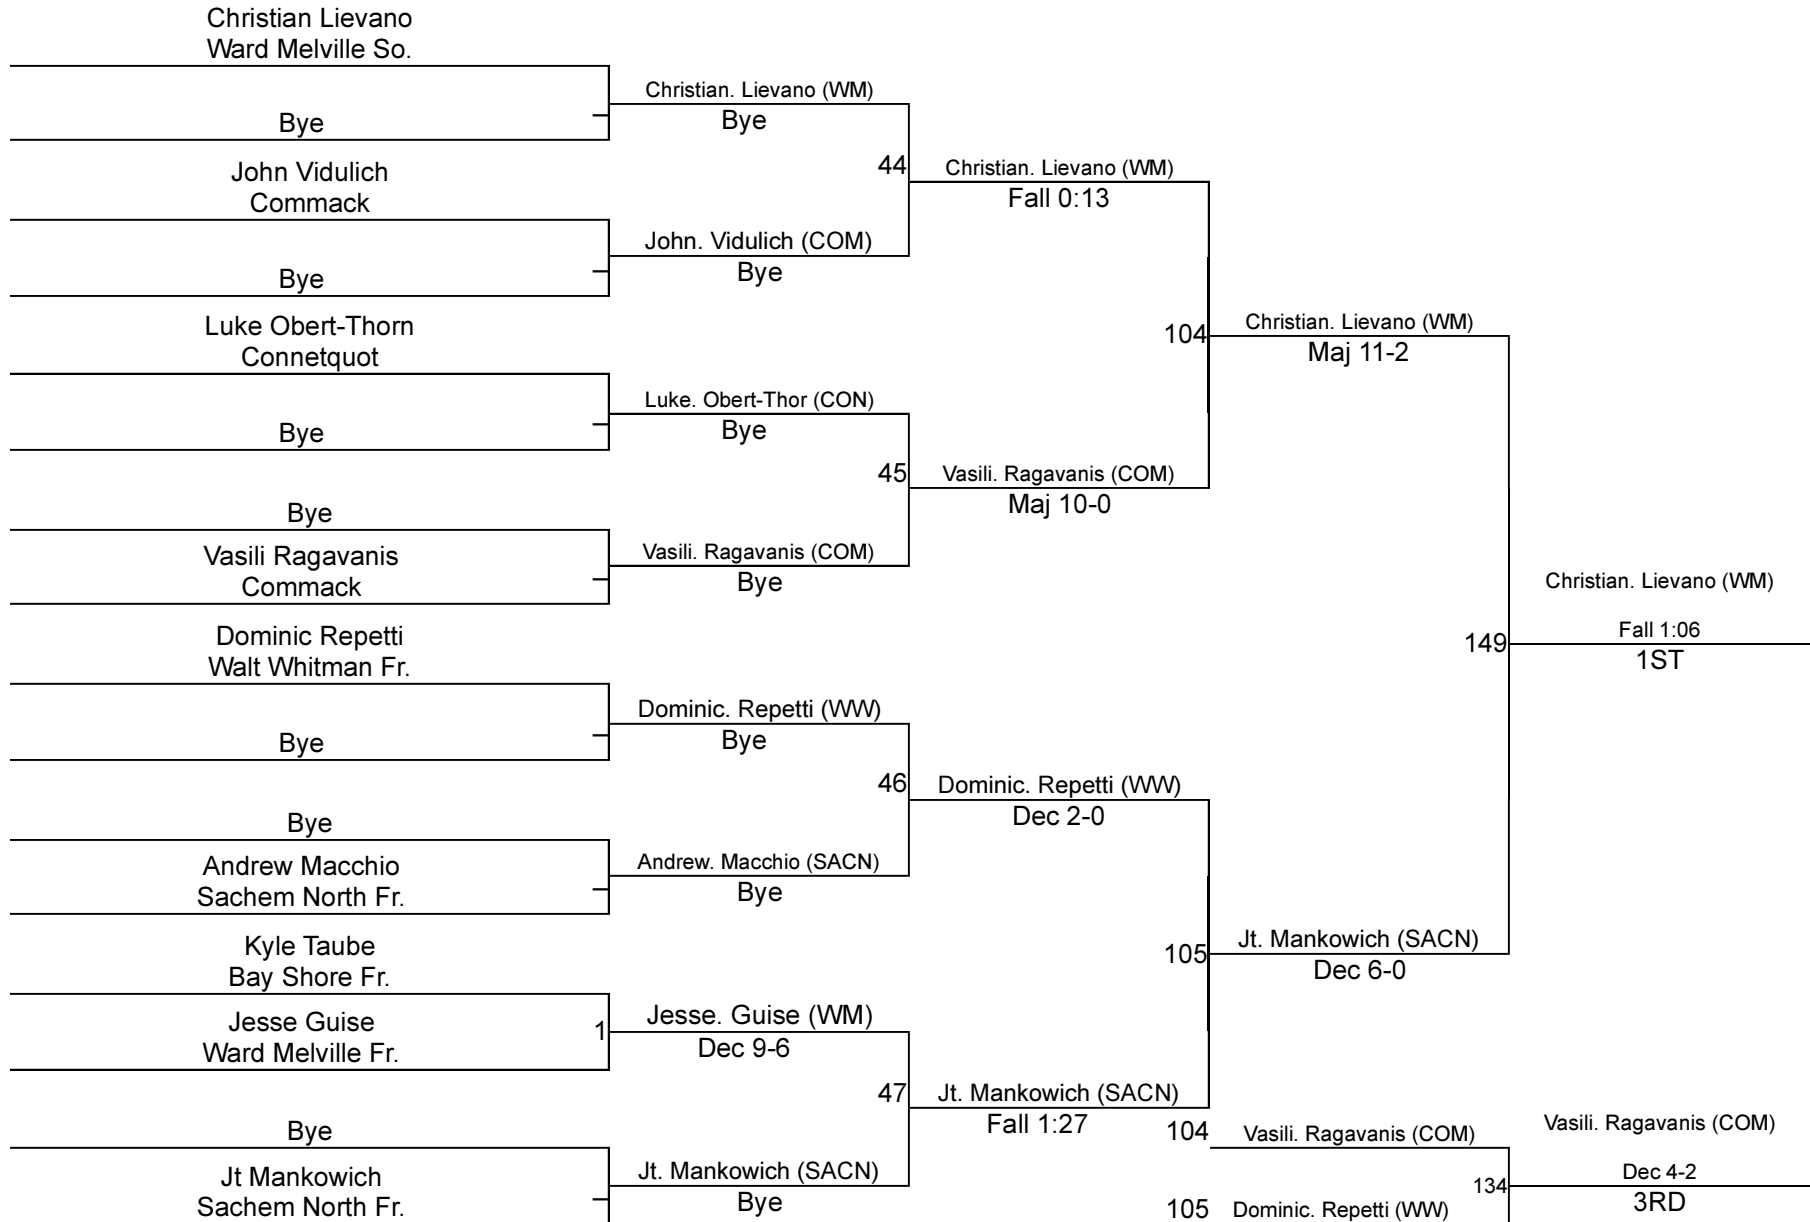 Christian Lievano
Ward Melville So.
Bye
John Vidulich
Commack
Bye
Luke Obert-Thorn
Connetquot
Bye
Bye
Vasili Ragavanis
Commack
Dominic Repetti
Walt Whitman Fr.
Bye
Bye
Andrew Macchio
Sachem North Fr.
Kyle Taube
Bay Shore Fr.
Jesse Guise
Ward Melville Fr.
1
Bye
Jt Mankowich
Sachem North Fr.
Christian. Lievano (WM)
Bye
44
John. Vidulich (COM)
Bye
Luke. Obert-Thor (CON)
Bye
45
Vasili. Ragavanis (COM)
Bye
Dominic. Repetti (WW)
Bye
46
Andrew. Macchio (SACN)
Bye
Jesse. Guise (WM)
Dec 9-6
47
Jt. Mankowich (SACN)
Bye
Christian. Lievano (WM)
Fall 0:13
104
Vasili. Ragavanis (COM)
Maj 10-0
Dominic. Repetti (WW)
Dec 2-0
105
Jt. Mankowich (SACN)
Fall 1:27
Christian. Lievano (WM)
Maj 11-2
149
Jt. Mankowich (SACN)
Dec 6-0
Christian. Lievano (WM)
Fall 1:06
1ST
104 Vasili. Ragavanis (COM)
134
105 Dominic. Repetti (WW)
Vasili. Ragavanis (COM)
Dec 4-2
3RD